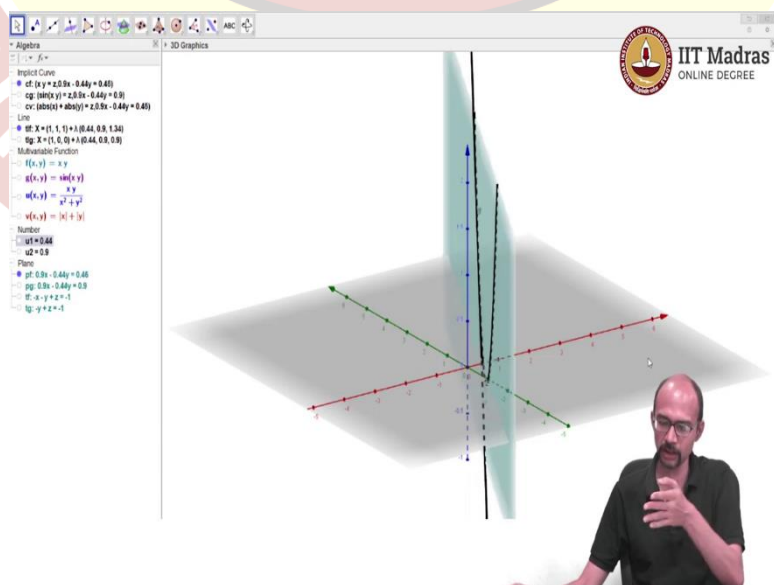 ABC
Algebra
3D Graphics
Implicit Curve
cf: (x y = z,0.9x - 0.44y = 0.46)
cg: (sin(x y) = z,0.9x - 0.44y = 0.9)
cv: (abs(x) + abs(y) = z,0.9x - 0.44y = 0.46)
Line
tlf: X = (1, 1, 1) + λ (0.44, 0.9, 1.34)
tlg: X = (1, 0, 0) + λ (0.44, 0.9, 0.9)
Multivariable Function
f(x, y) = x y
g(x, y) = sin(x y)
u(x, y) = x y / x² + y²
v(x, y) = |x| + |y|
Number
u1 = 0.44
u2 = 0.9
Plane
pf: 0.9x - 0.44y = 0.46
pg: 0.9x - 0.44y = 0.9
tf: -x - y + z = -1
tg: -y + z = -1
IIT Madras
ONLINE DEGREE